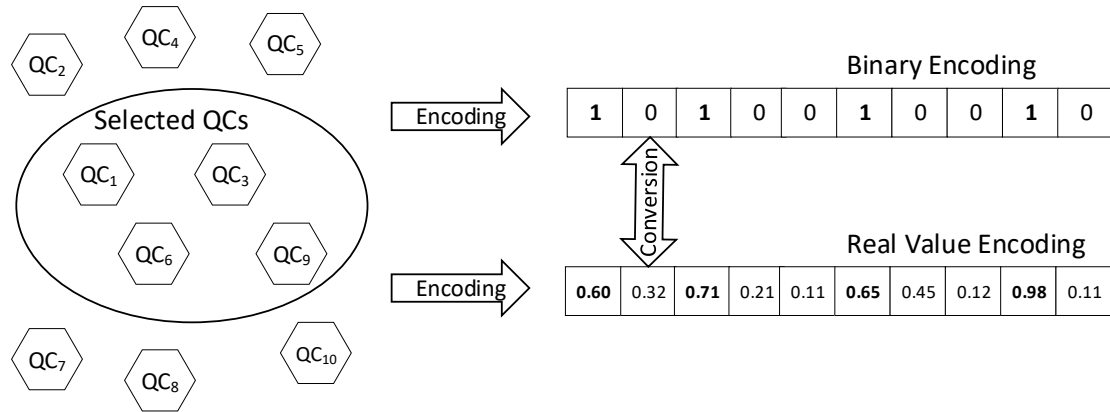 QC4
QC5
QC2
Binary Encoding
Selected QCs
Encoding
1 0 1 0 0 1 0 0 1 0
QC1
QC3
Conversion
QC6
QC9
Real Value Encoding
Encoding
0.60 0.32 0.71 0.21 0.11 0.65 0.45 0.12 0.98 0.11
QC7
QC8
QC10